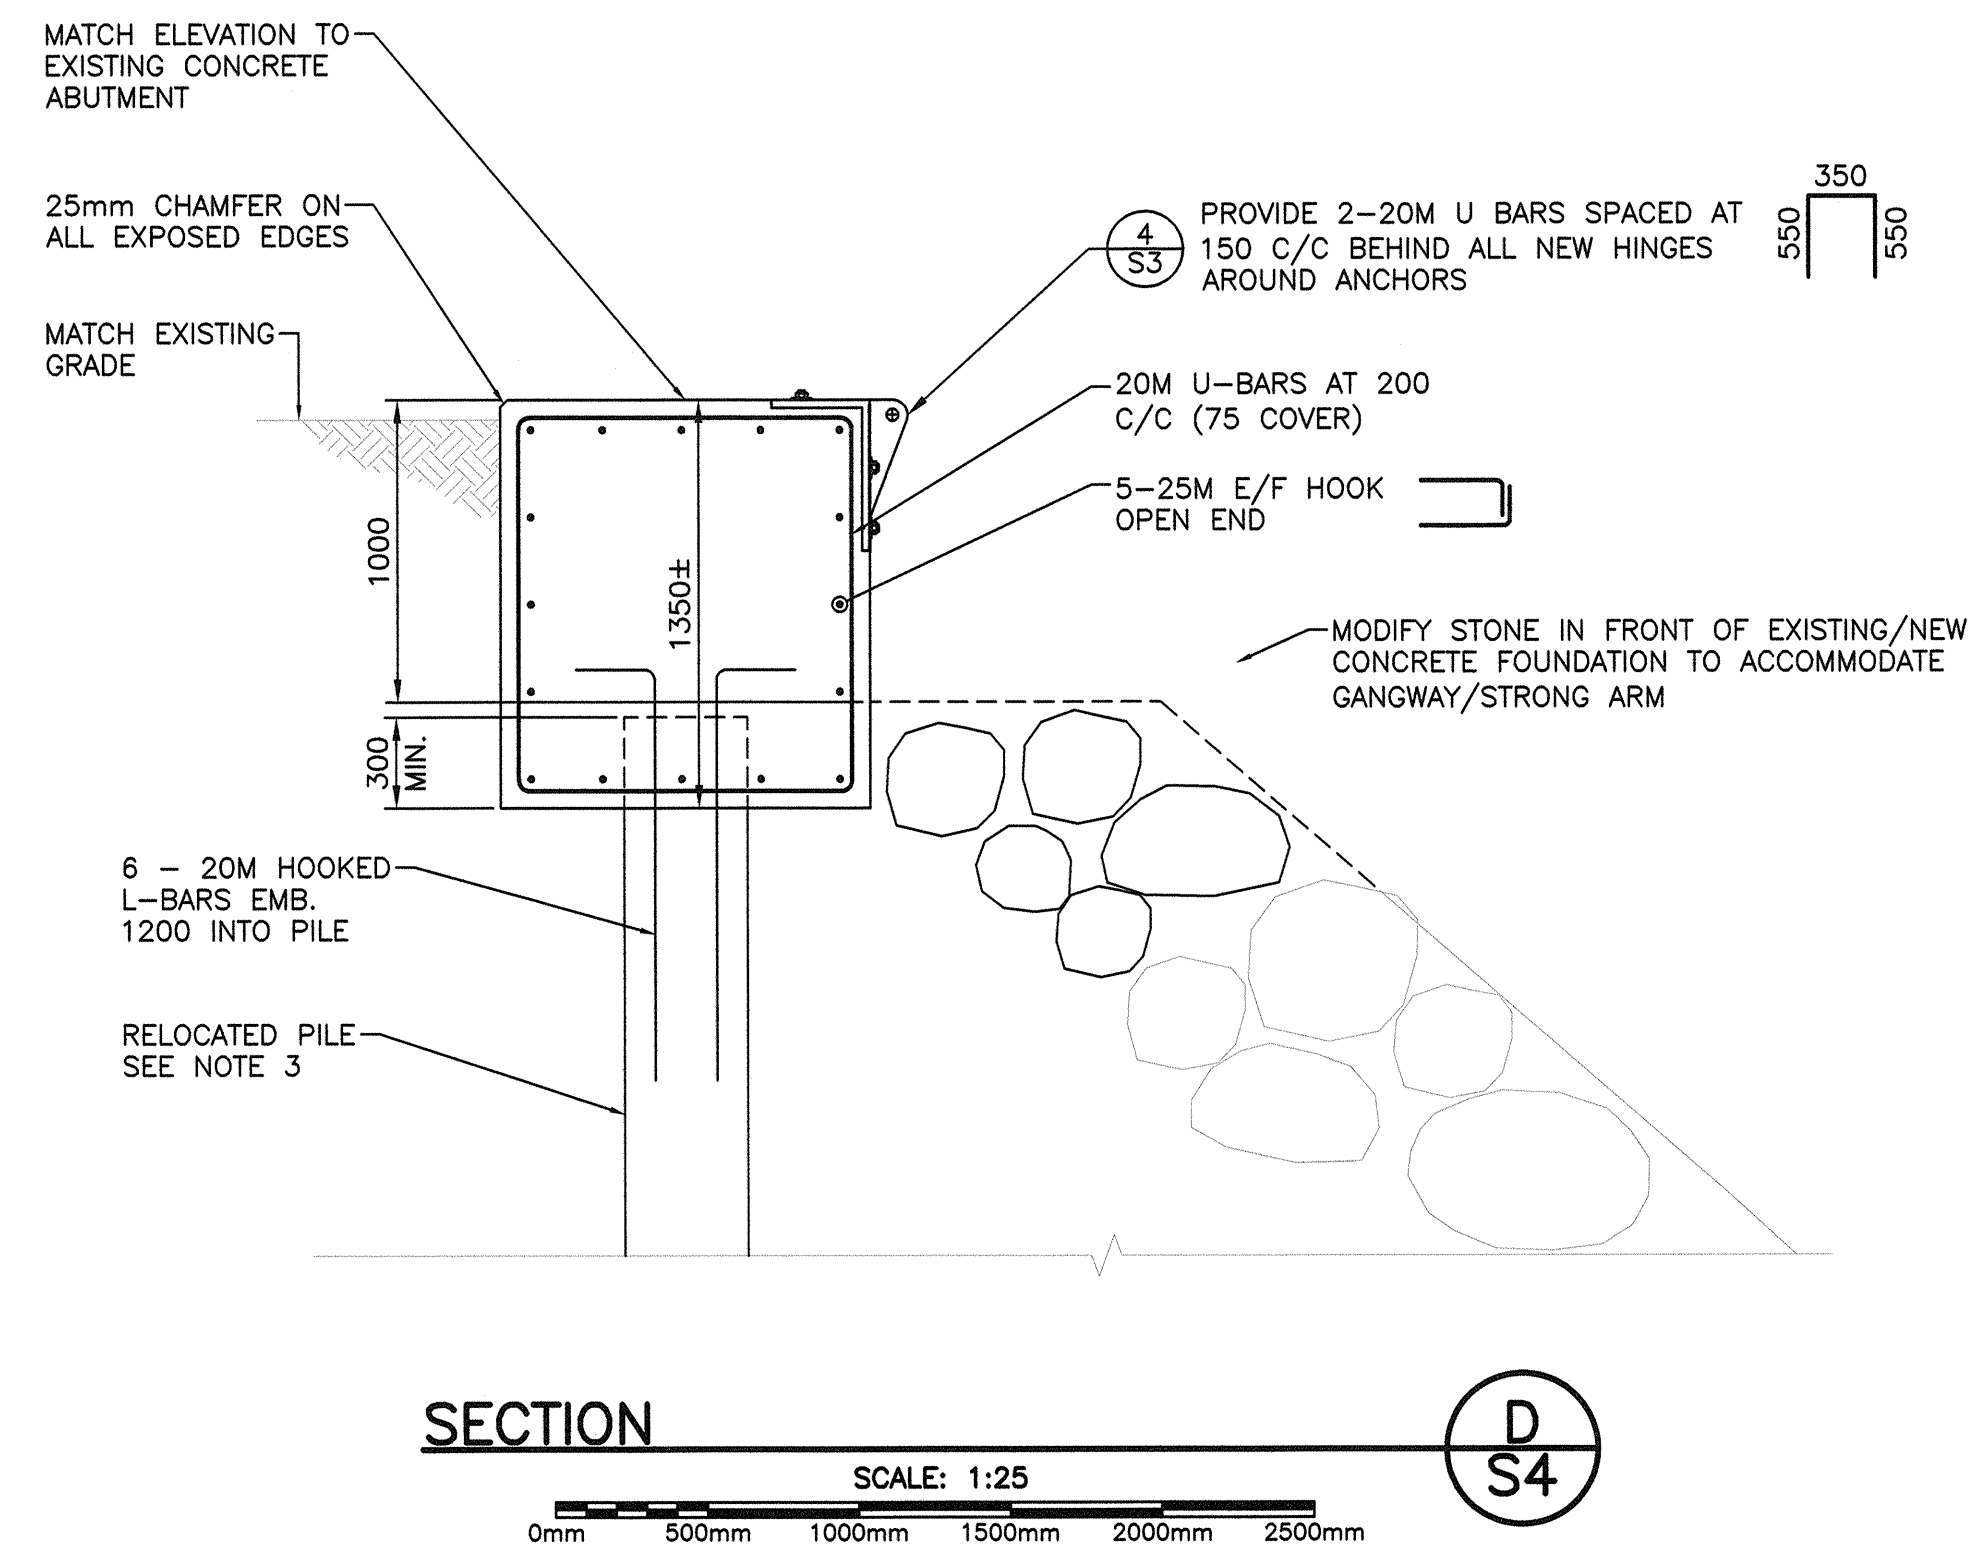 MATCH ELEVATION TO
EXISTING CONCRETE
ABUTMENT
25mm CHAMFER ON
ALL EXPOSED EDGES
MATCH EXISTING
GRADE
4
S3
PROVIDE 2-20M U BARS SPACED AT
150 C/C BEHIND ALL NEW HINGES
AROUND ANCHORS
350
550
550
20M U-BARS AT 200
C/C (75 COVER)
5-25M E/F HOOK
OPEN END
1000
1350±
300
MIN.
MODIFY STONE IN FRONT OF EXISTING/NEW
CONCRETE FOUNDATION TO ACCOMMODATE
GANGWAY/STRONG ARM
6 - 20M HOOKED
L-BARS EMB.
1200 INTO PILE
RELOCATED PILE
SEE NOTE 3
SECTION
D
S4
SCALE: 1:25
0mm 500mm 1000mm 1500mm 2000mm 2500mm